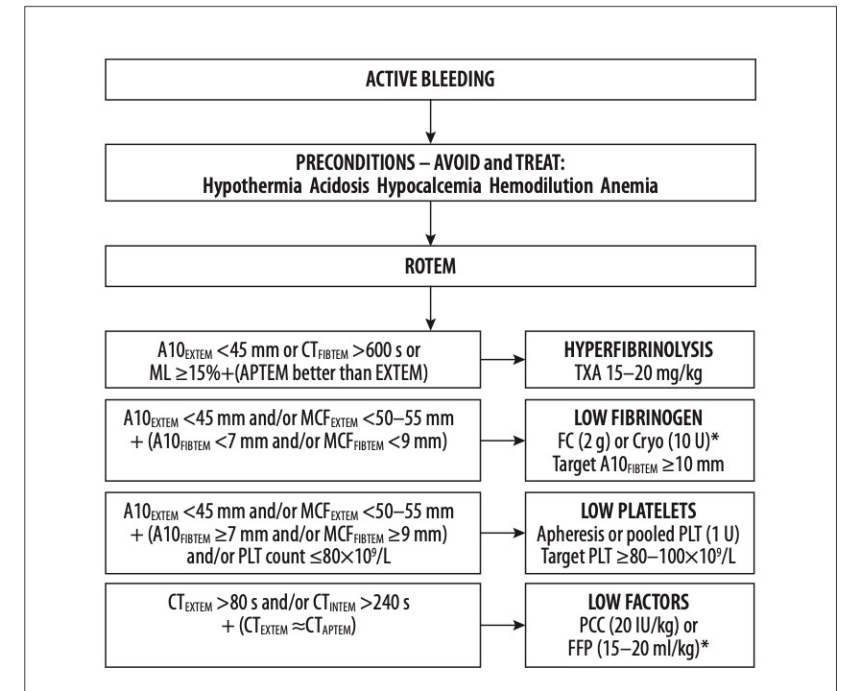 ACTIVE BLEEDING
PRECONDITIONS – AVOID and TREAT:
Hypothermia Acidosis Hypocalcemia Hemodilution Anemia
ROTEM
A10EXTEM <45 mm or CTFIBTEM >600 s or
ML ≥15%+(APTEM better than EXTEM)
HYPERFIBRINOLYSIS
TXA 15–20 mg/kg
A10EXTEM <45 mm and/or MCFEXTEM <50–55 mm
+ (A10FIBTEM <7 mm and/or MCFFIBTEM <9 mm)
LOW FIBRINOGEN
FC (2 g) or Cryo (10 U)*
Target A10FIBTEM ≥10 mm
A10EXTEM <45 mm and/or MCFEXTEM <50–55 mm
+ (A10FIBTEM ≥7 mm and/or MCFFIBTEM ≥9 mm)
and/or PLT count ≤80×10⁹/L
LOW PLATELETS
Apheresis or pooled PLT (1 U)
Target PLT ≥80–100×10⁹/L
CTEXTEM >80 s and/or CTINTEM >240 s
+ (CTEXTEM ≈CTAPTEM)
LOW FACTORS
PCC (20 IU/kg) or
FFP (15–20 ml/kg)*